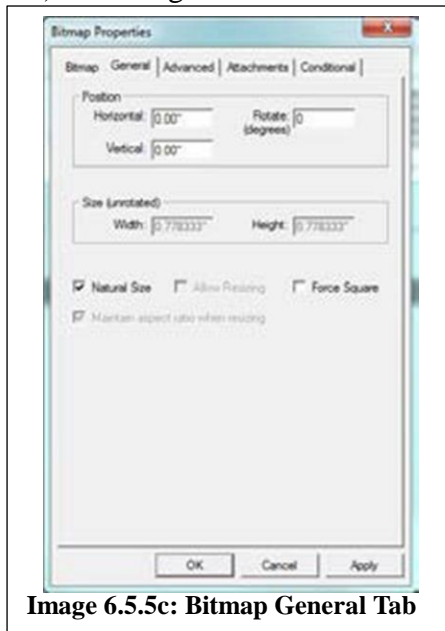 Bitmap Properties
Bitmap General Advanced Attachments Conditional
Position
Horizontal: 0.00" Rotate: 0
(degrees)
Vertical: 0.00"
Size (unrotated)
Width: 0.778333" Height: 0.778333"
Natural Size Allow Resizing Force Square
Maintain aspect ratio when resizing
OK Cancel Apply
Image 6.5.5c: Bitmap General Tab